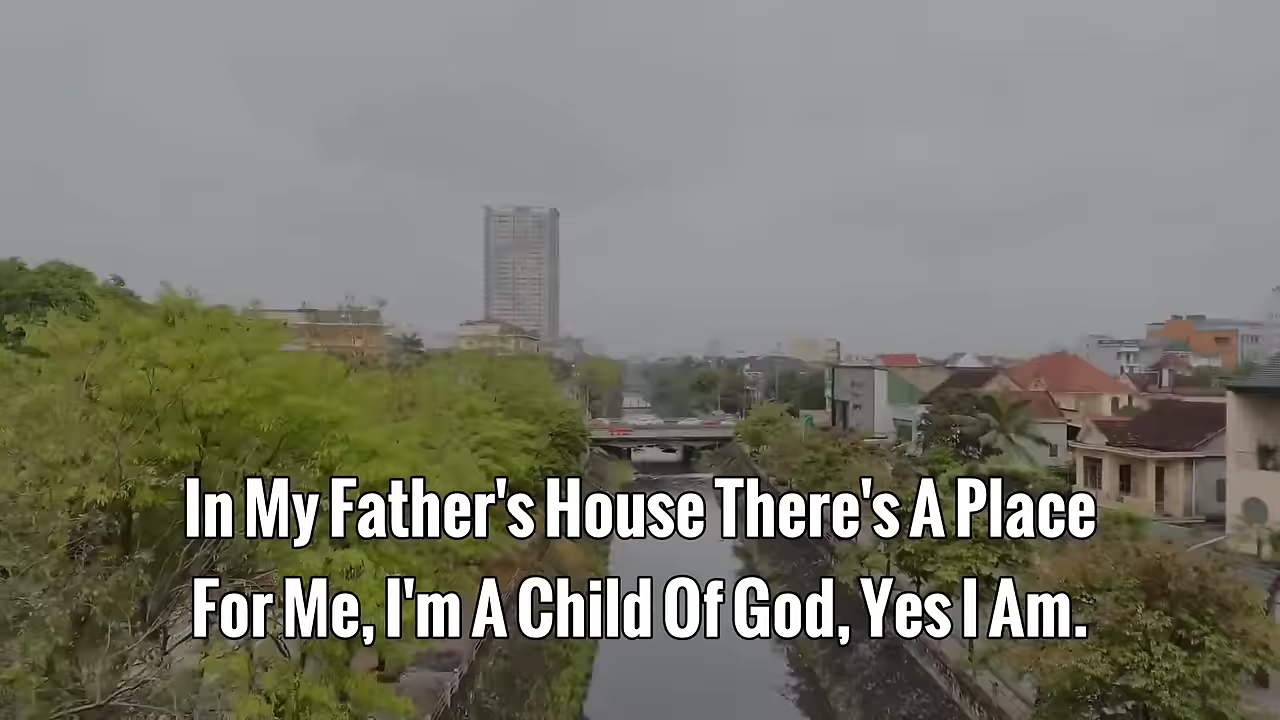 In My Father's House There's A Place
For Me, I'm A Child Of God, Yes I Am.